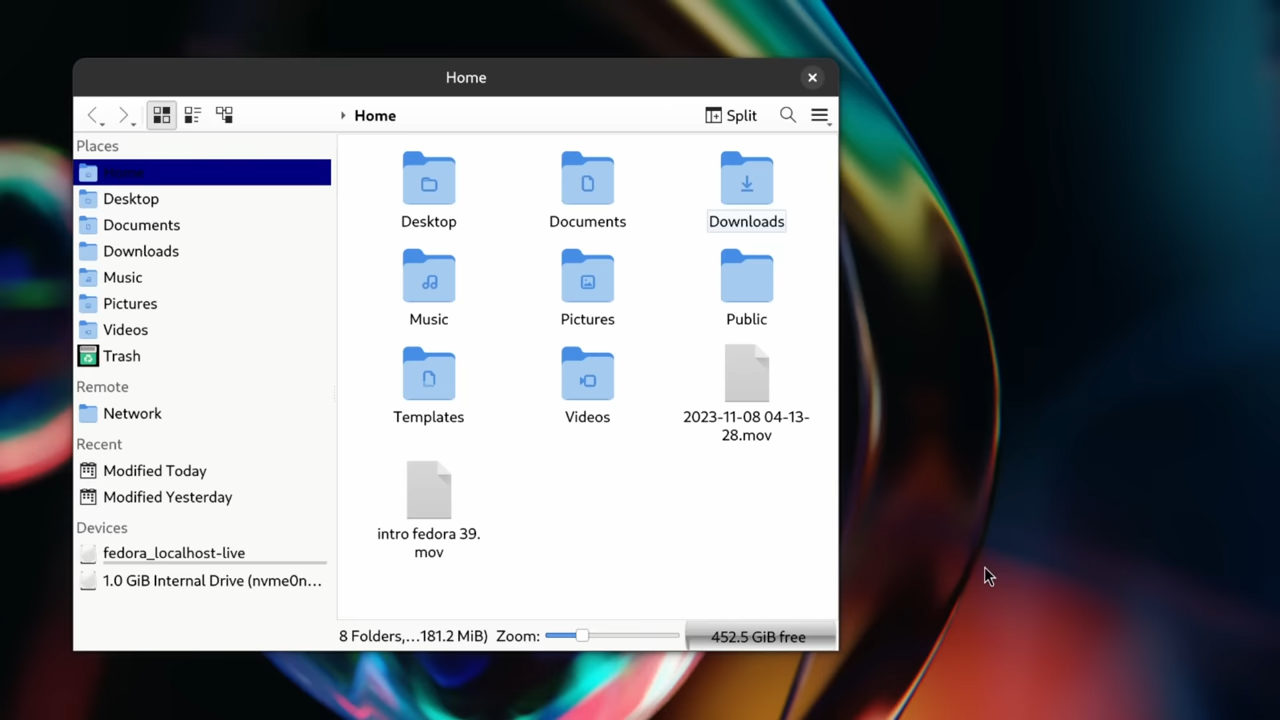 Home
Home
Split
Places
Home
Desktop
Documents
Downloads
Music
Pictures
Videos
Trash
Remote
Network
Recent
Modified Today
Modified Yesterday
Devices
fedora_localhost-live
1.0 GiB Internal Drive (nvme0n...
Desktop
Documents
Downloads
Music
Pictures
Public
Templates
Videos
2023-11-08 04-13-
28.mov
intro fedora 39.
mov
8 Folders,...181.2 MiB)
Zoom:
452.5 GiB free